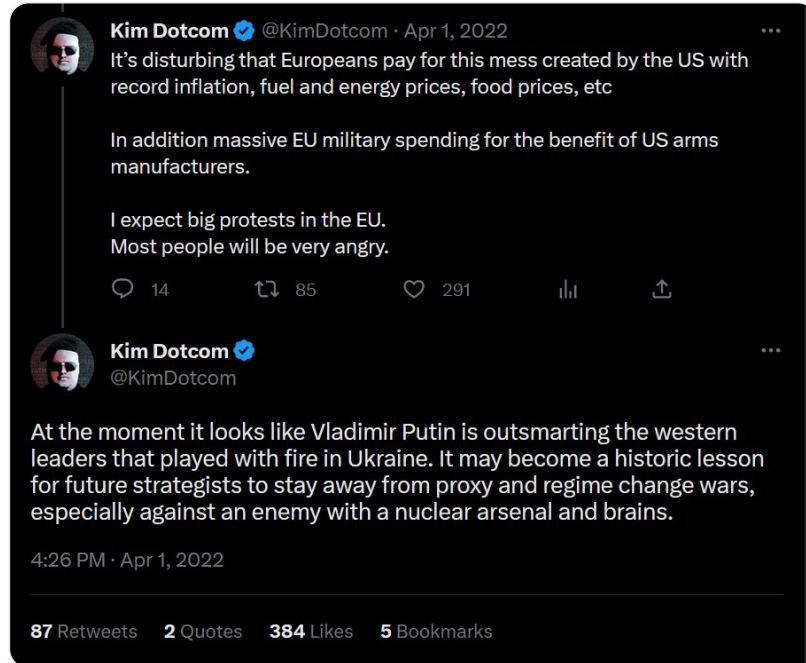 Kim Dotcom @KimDotcom · Apr 1, 2022
It’s disturbing that Europeans pay for this mess created by the US with
record inflation, fuel and energy prices, food prices, etc
In addition massive EU military spending for the benefit of US arms
manufacturers.
I expect big protests in the EU.
Most people will be very angry.
14 85 291
Kim Dotcom
@KimDotcom
At the moment it looks like Vladimir Putin is outsmarting the western
leaders that played with fire in Ukraine. It may become a historic lesson
for future strategists to stay away from proxy and regime change wars,
especially against an enemy with a nuclear arsenal and brains.
4:26 PM · Apr 1, 2022
87 Retweets 2 Quotes 384 Likes 5 Bookmarks